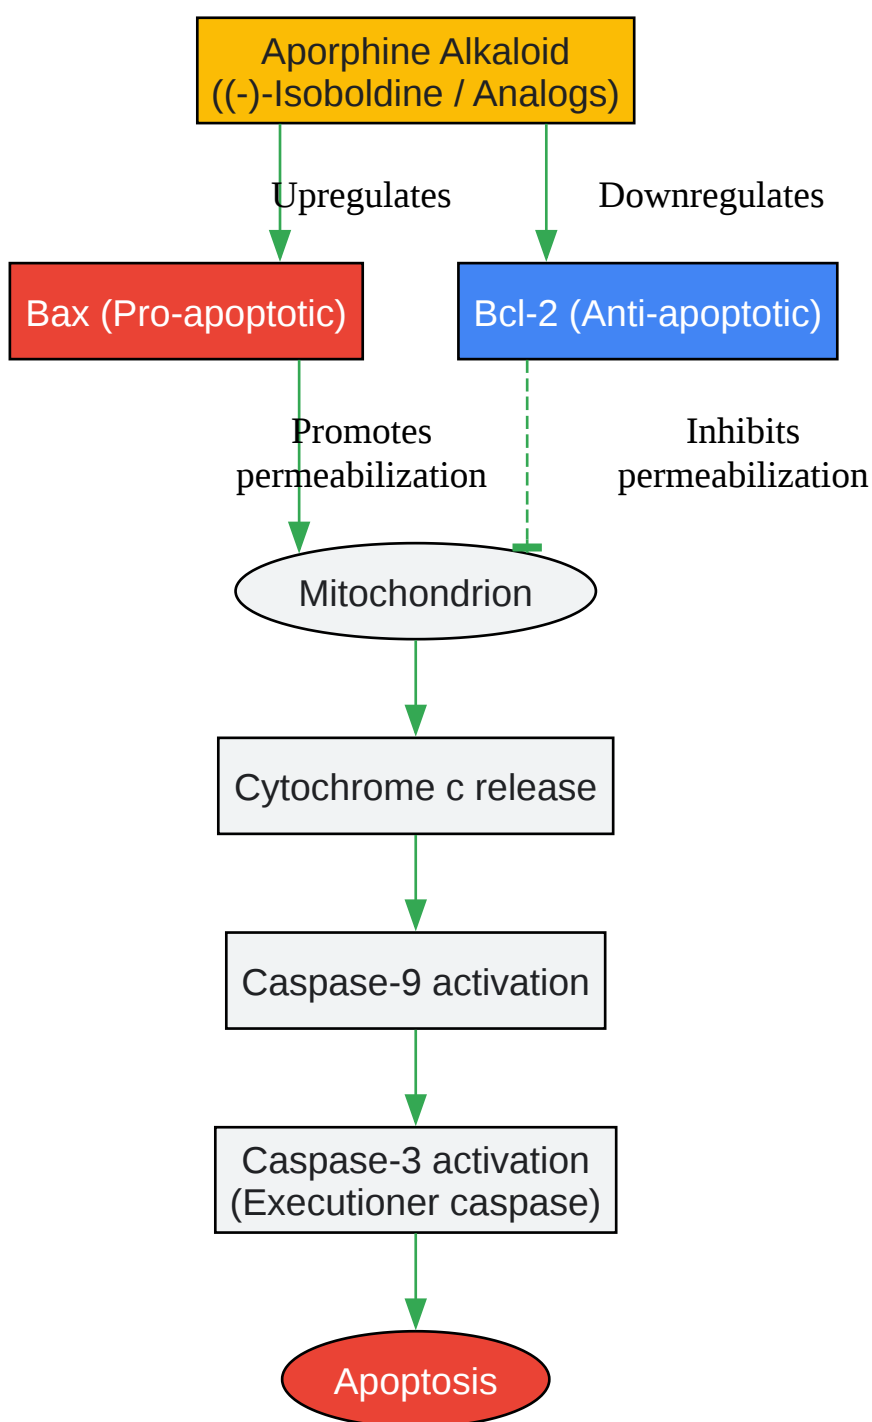 Aporphine Alkaloid
((-)-Isoboldine / Analogs)
Upregulates
Downregulates
Bax (Pro-apoptotic)
Bcl-2 (Anti-apoptotic)
Promotes
permeabilization
Inhibits
permeabilization
Mitochondrion
Cytochrome c release
Caspase-9 activation
Caspase-3 activation
(Executioner caspase)
Apoptosis